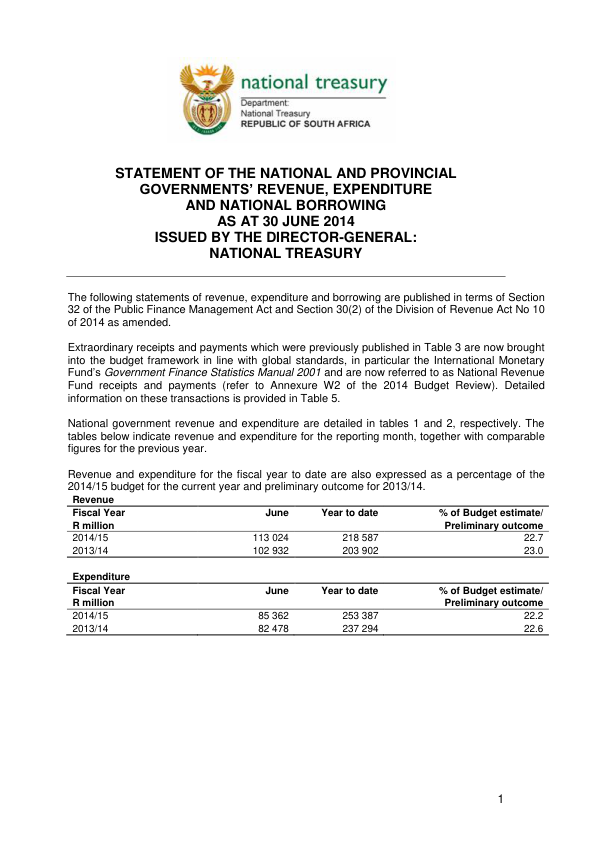 national treasury
Department:
National Treasury
REPUBLIC OF SOUTH AFRICA
STATEMENT OF THE NATIONAL AND PROVINCIAL
GOVERNMENTS’ REVENUE, EXPENDITURE
AND NATIONAL BORROWING
AS AT 30 JUNE 2014
ISSUED BY THE DIRECTOR-GENERAL:
NATIONAL TREASURY
The following statements of revenue, expenditure and borrowing are published in terms of Section
32 of the Public Finance Management Act and Section 30(2) of the Division of Revenue Act No 10
of 2014 as amended.
Extraordinary receipts and payments which were previously published in Table 3 are now brought
into the budget framework in line with global standards, in particular the International Monetary
Fund’s Government Finance Statistics Manual 2001 and are now referred to as National Revenue
Fund receipts and payments (refer to Annexure W2 of the 2014 Budget Review). Detailed
information on these transactions is provided in Table 5.
National government revenue and expenditure are detailed in tables 1 and 2, respectively. The
tables below indicate revenue and expenditure for the reporting month, together with comparable
figures for the previous year.
Revenue and expenditure for the fiscal year to date are also expressed as a percentage of the
2014/15 budget for the current year and preliminary outcome for 2013/14.
Revenue
Fiscal Year June Year to date % of Budget estimate/
R million Preliminary outcome
2014/15 113 024 218 587 22.7
2013/14 102 932 203 902 23.0
Expenditure
Fiscal Year June Year to date % of Budget estimate/
R million Preliminary outcome
2014/15 85 362 253 387 22.2
2013/14 82 478 237 294 22.6
1